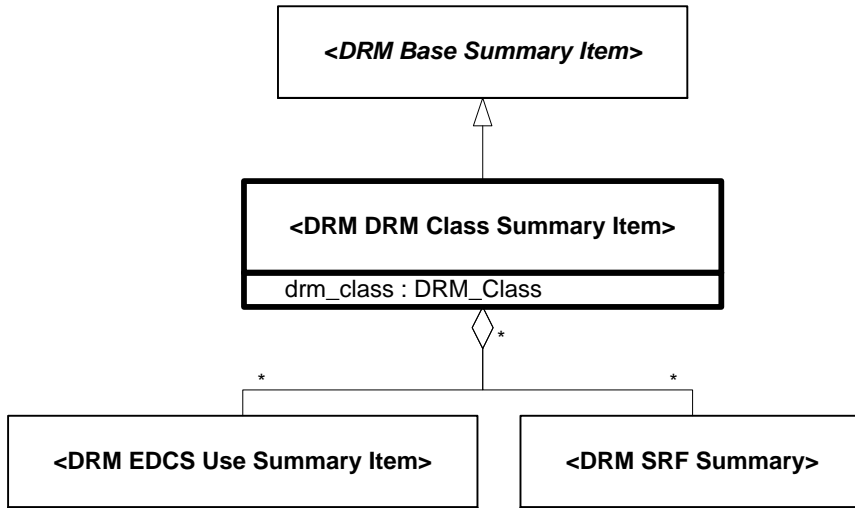 <DRM Base Summary Item>
<DRM DRM Class Summary Item>
drm_class : DRM_Class
*
* *
<DRM EDCS Use Summary Item> <DRM SRF Summary>